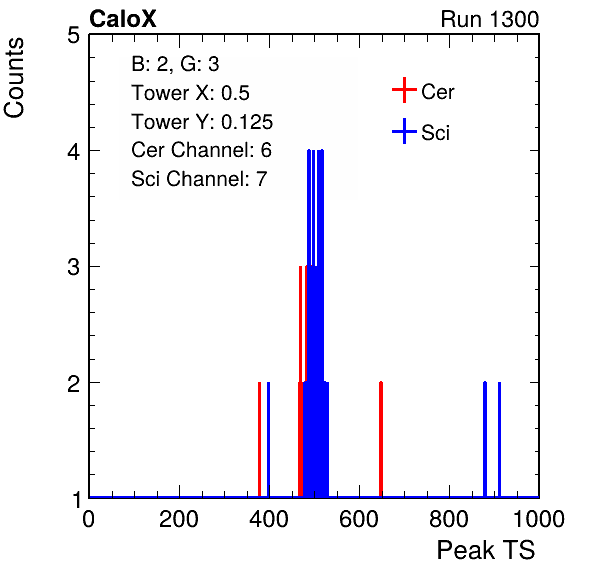 CaloX Run 1300
Counts
B: 2, G: 3
Tower X: 0.5
Tower Y: 0.125
Cer Channel: 6
Sci Channel: 7
Cer
Sci
5
4
3
2
1
0 200 400 600 800 1000
Peak TS